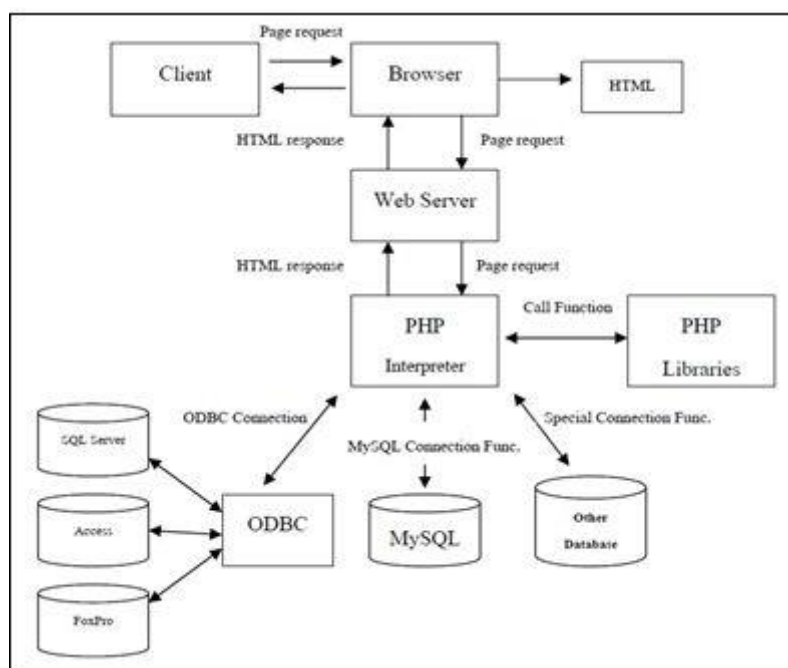 Page request
Client
Browser
HTML
HTML response
Page request
Web Server
HTML response
Page request
Call Function
PHP
Interpreter
PHP
Libraries
ODBC Connection
Special Connection Func.
MySQL Connection Func.
SQL Server
Access
FoxPro
ODBC
MySQL
Other
Database